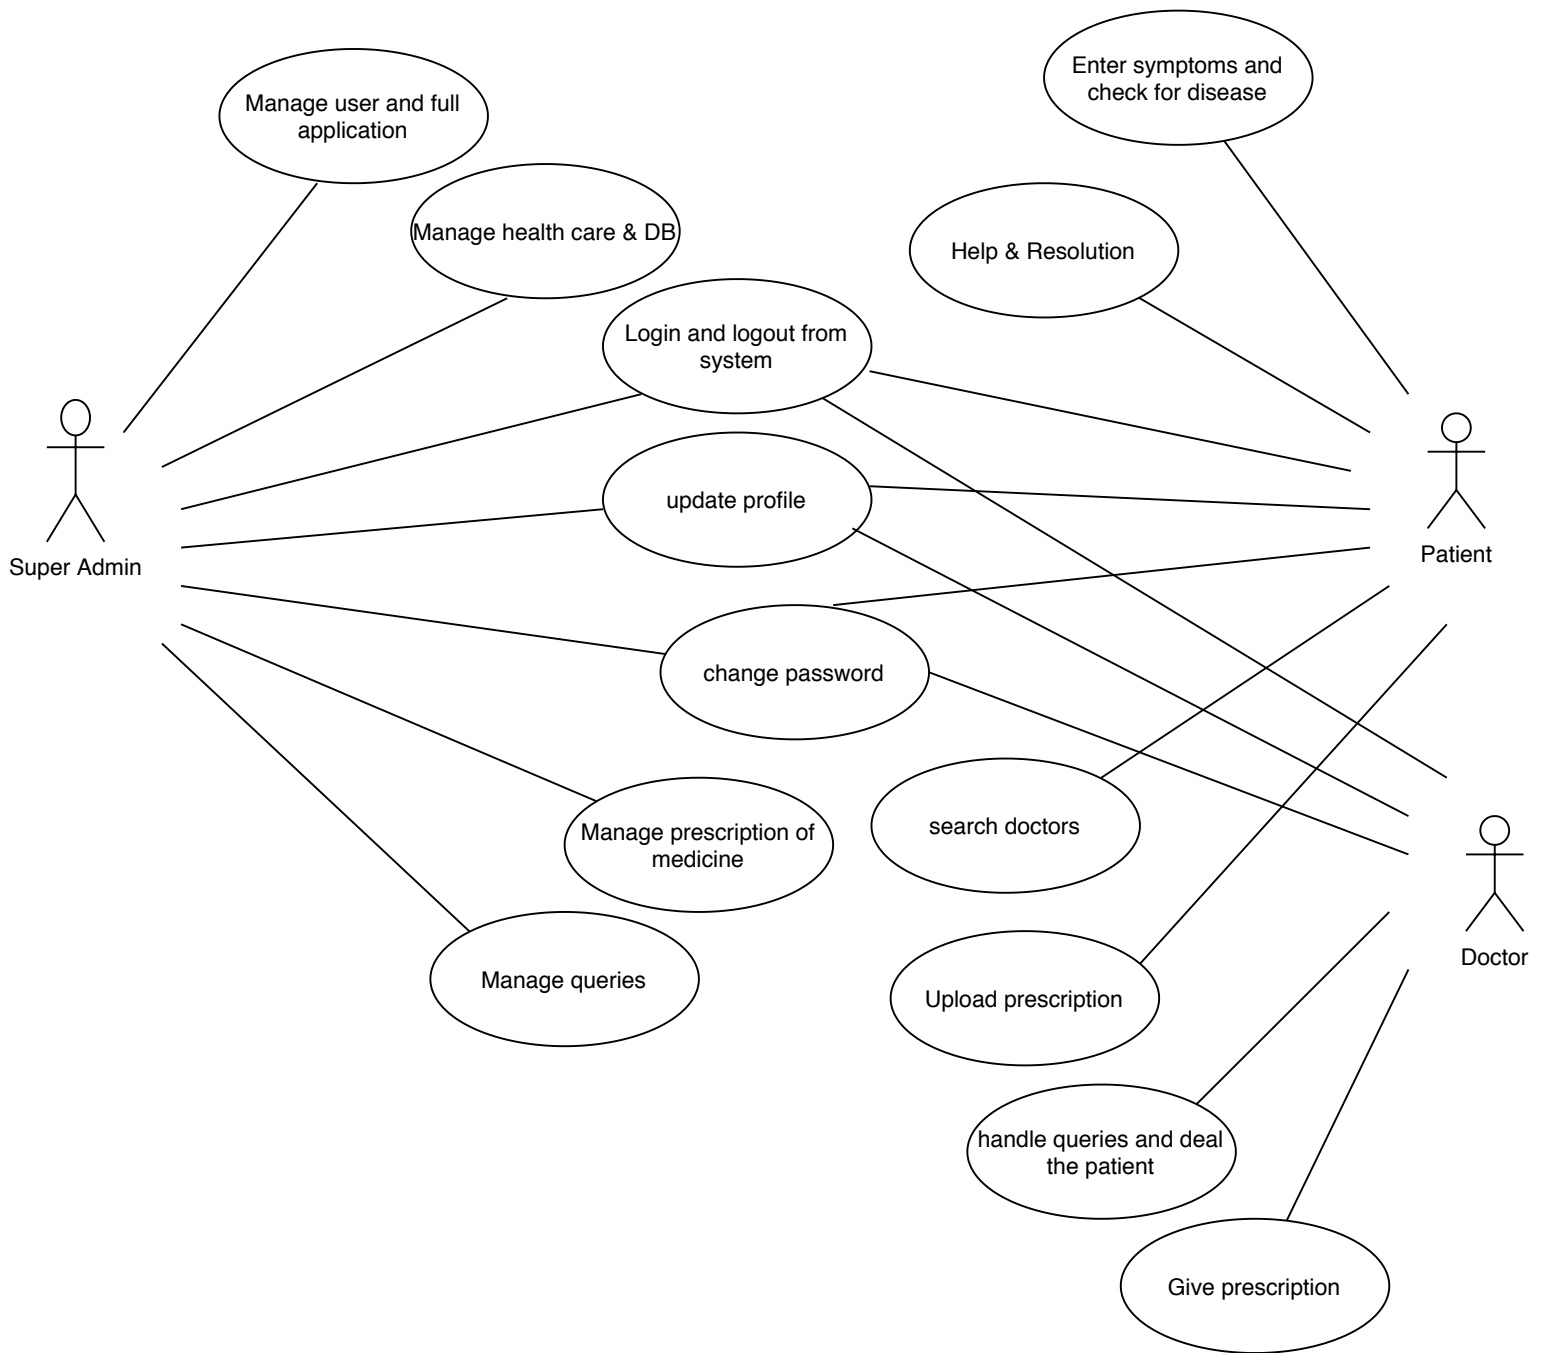 Enter symptoms and
check for disease
Manage user and full
application
Manage health care & DB
Help & Resolution
Login and logout from
system
update profile
Super Admin
Patient
change password
search doctors
Manage prescription of
medicine
Doctor
Manage queries
Upload prescription
handle queries and deal
the patient
Give prescription